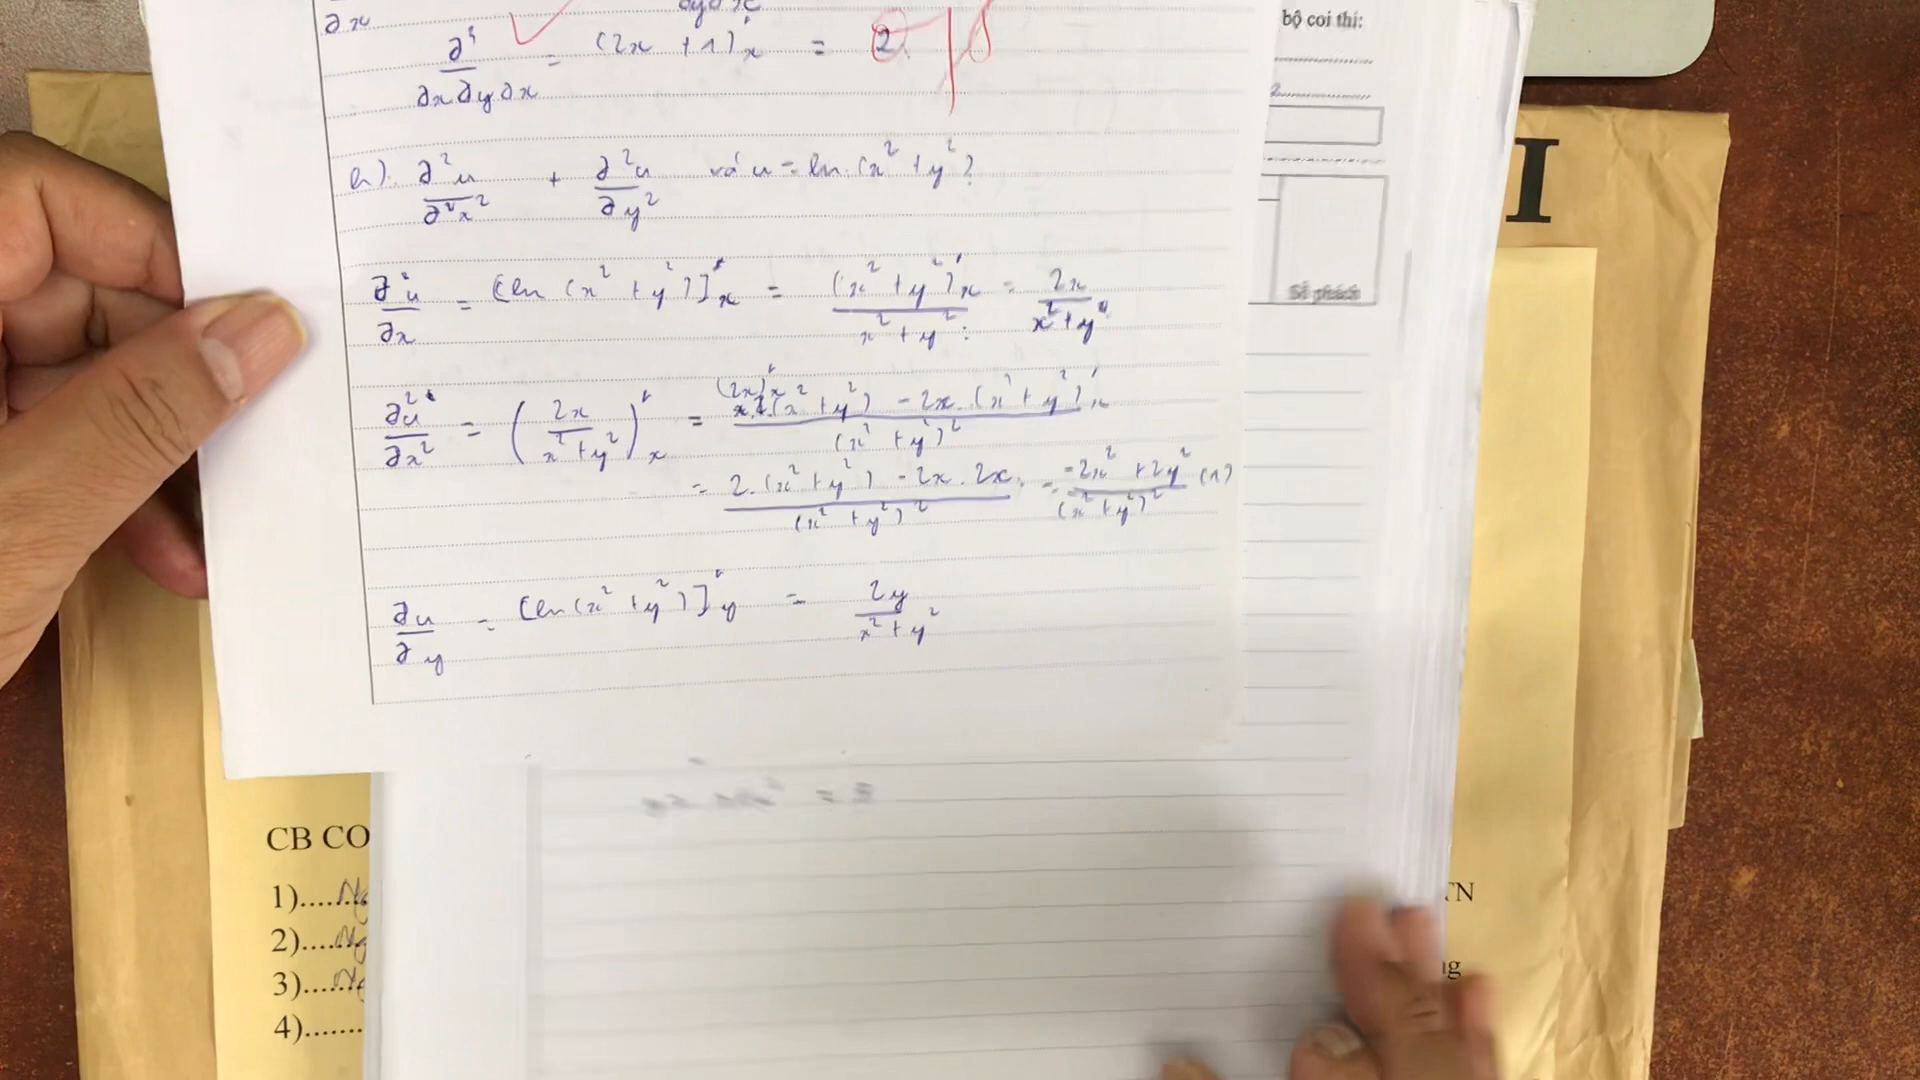 ∂x
∂³ / ∂x∂y∂x = (2x + 1)'x = 2.
b). ∂²u / ∂²x² + ∂²u / ∂y² với u = ln.(x² + y²)
∂u / ∂x = [ln (x² + y²)]'x = (x² + y²)'x / x² + y² = 2x / x² + y²
∂²u / ∂x² = (2x / x² + y²)'x = (2x)'x (x² + y²) - 2x.(x² + y²)'x / (x² + y²)²
= 2.(x² + y²) - 2x.2x / (x² + y²)² = -2x² + 2y² / (x² + y²)² (1)
∂u / ∂y = [ln(x² + y²)]'y = 2y / x² + y²
bộ coi thi:
Số phách
I
CB CO
1).....
2)....
3).....
4).......
TN
ng